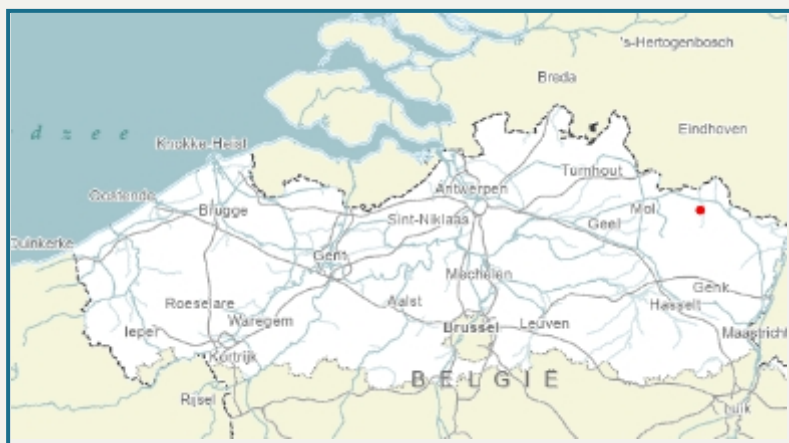 's-Hertogenbosch
Breda
Eindhoven
d z e e
Knokke-Heist
Turnhout
Antwerpen
Oostende
Brugge
Mol
Sint-Niklaas
Geel
Duinkerke
Gent
Mechelen
Genk
Roeselare
Aalst
Hasselt
Ieper
Waregem
Brussel
Leuven
Maastricht
Kortrijk
BELGIË
Rijsel
Luik